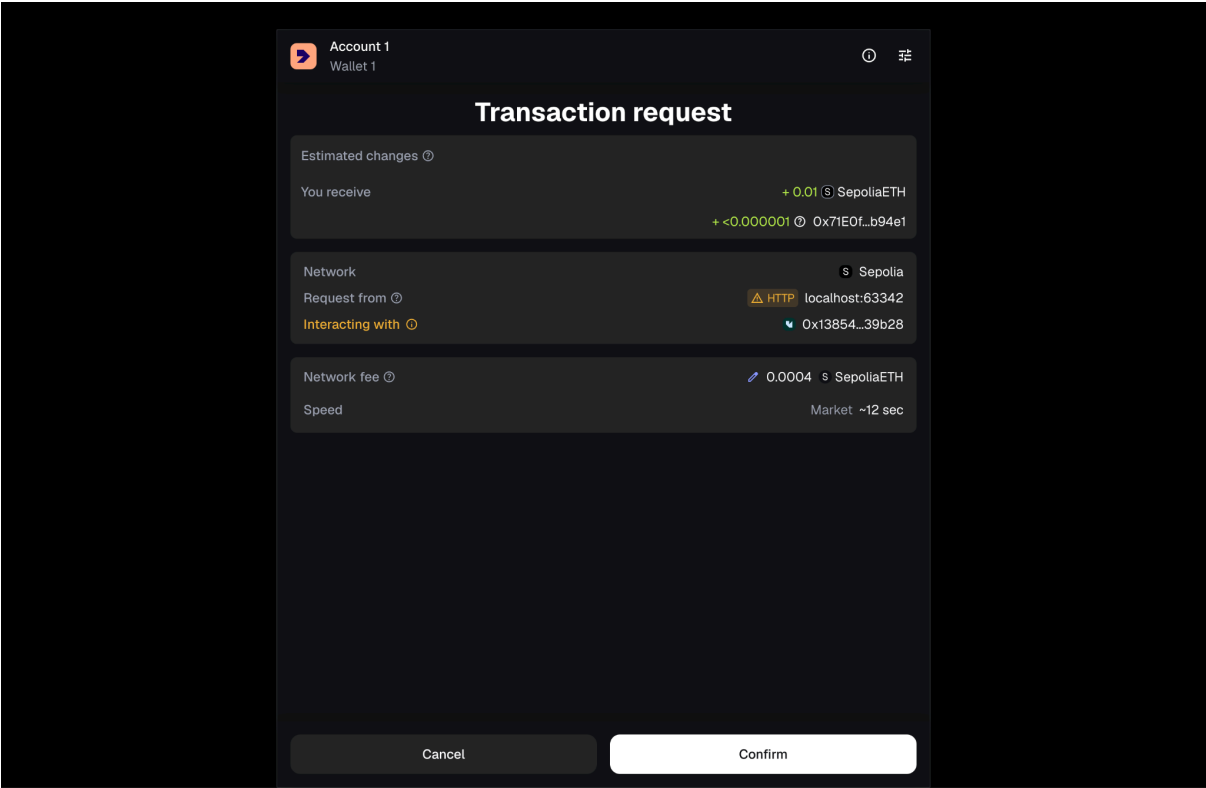 Account 1
Wallet 1
Transaction request
Estimated changes
You receive + 0.01 S SepoliaETH
+ <0.000001 0x71E0f...b94e1
Network S Sepolia
Request from HTTP localhost:63342
Interacting with 0x13854...39b28
Network fee 0.0004 S SepoliaETH
Speed Market ~12 sec
Cancel Confirm